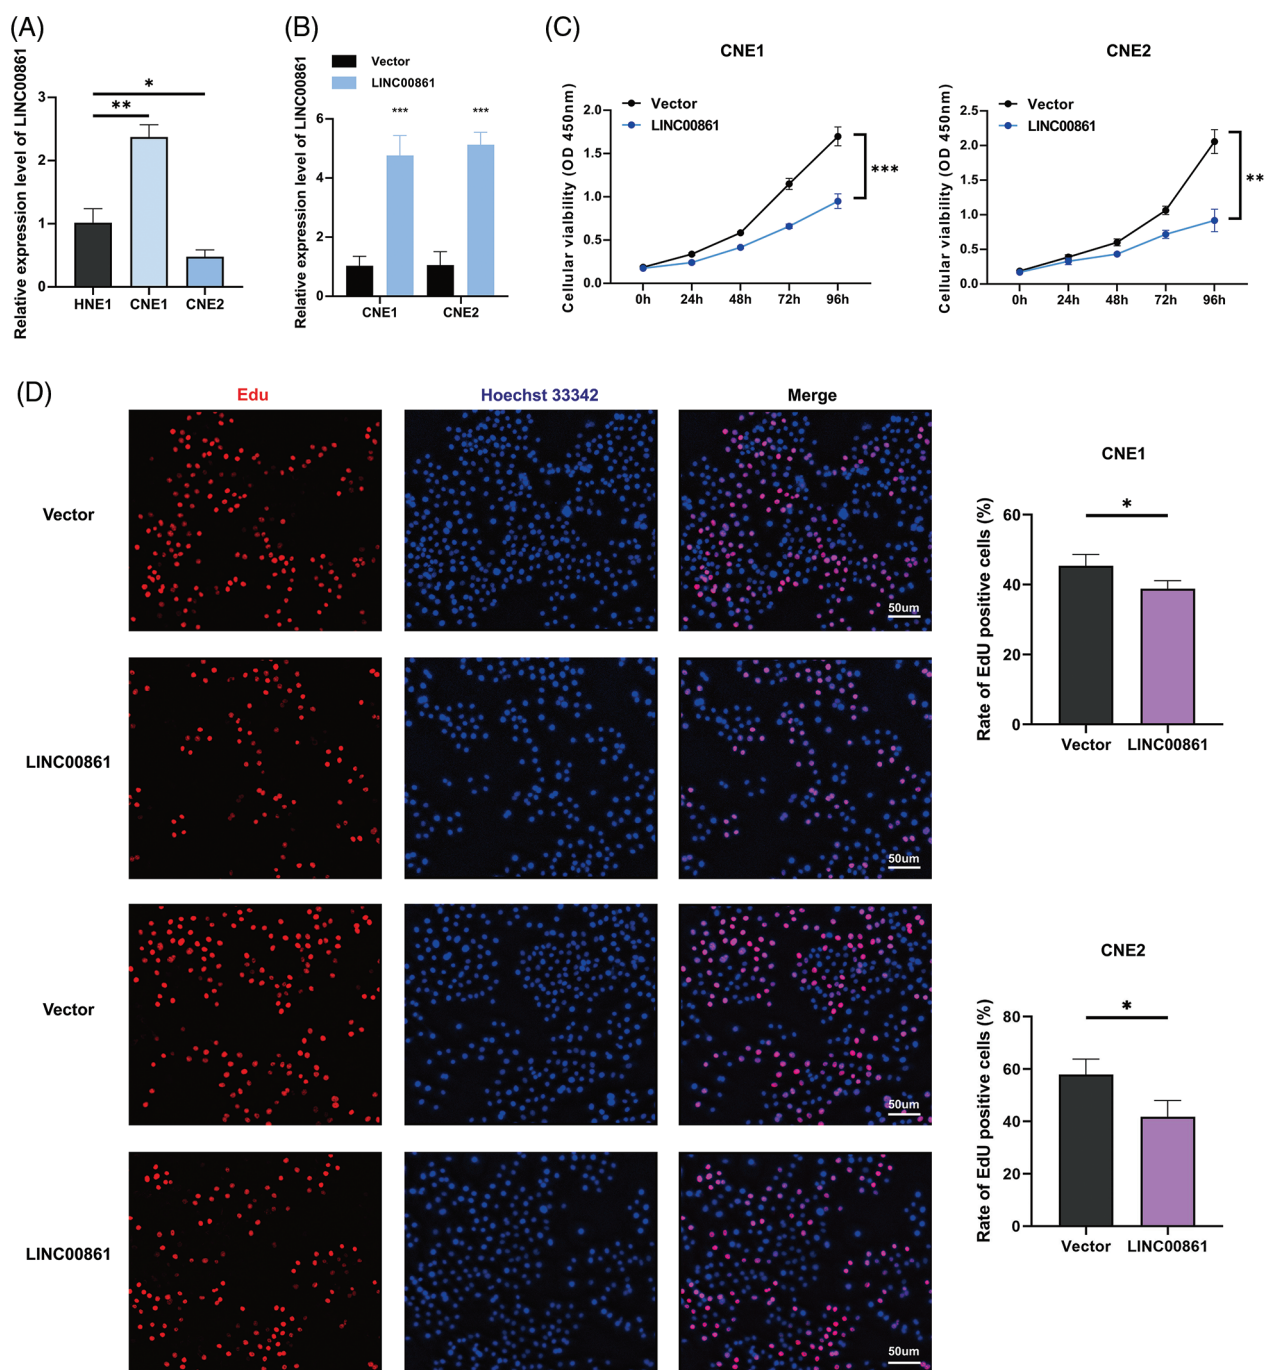 (A)
Relative expression level of LINC00861
3
2
1
0
*
**
HNE1 CNE1 CNE2
(B)
Vector
LINC00861
Relative expression level of LINC00861
6
4
2
0
*** ***
CNE1 CNE2
(C)
CNE1
Cellular viaibility (OD 450nm)
2.0
1.5
1.0
0.5
0.0
Vector
LINC00861
***
0h 24h 48h 72h 96h
CNE2
Cellular viaibility (OD 450nm)
2.5
2.0
1.5
1.0
0.5
0.0
Vector
LINC00861
**
0h 24h 48h 72h 96h
(D)
Edu Hoechst 33342 Merge
Vector
50um
LINC00861
50um
Vector
50um
LINC00861
50um
CNE1
Rate of EdU positive cells (%)
60
40
20
0
*
Vector LINC00861
CNE2
Rate of EdU positive cells (%)
80
60
40
20
0
*
Vector LINC00861